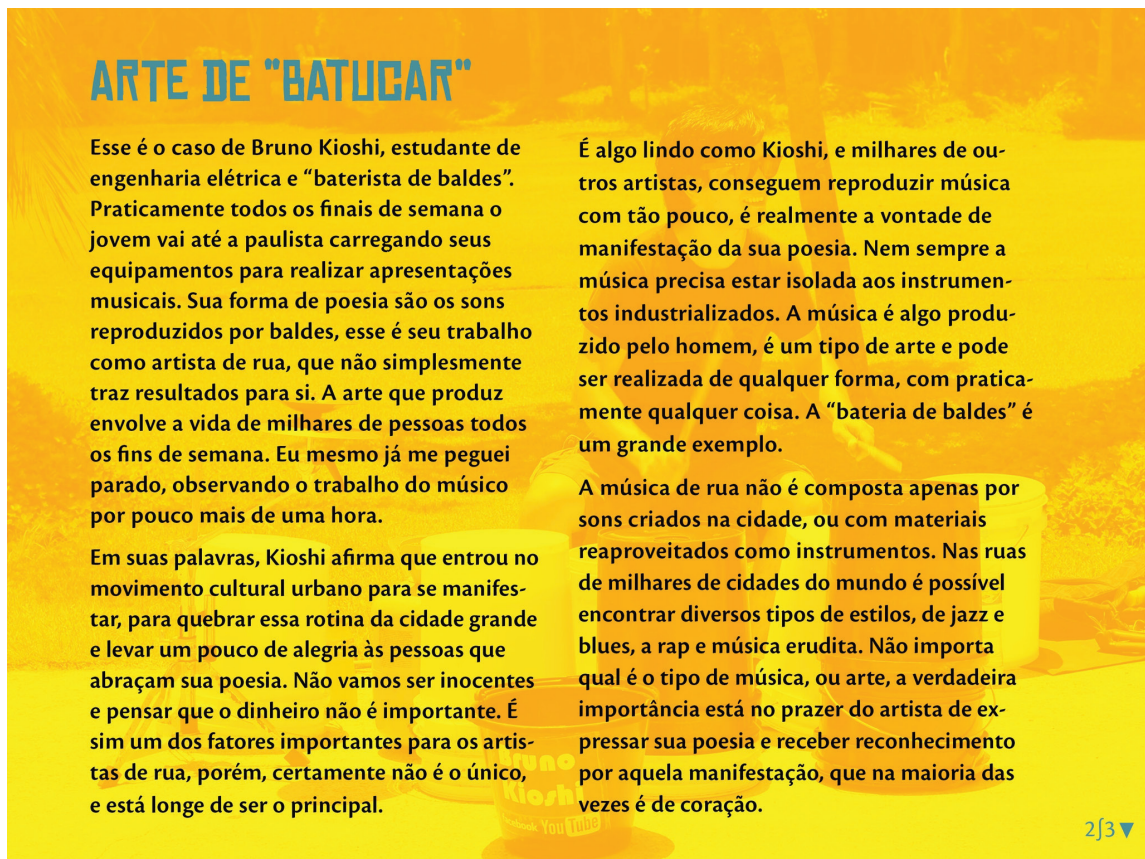 ARTE DE "BATUCAR"
Esse é o caso de Bruno Kioshi, estudante de
engenharia elétrica e “baterista de baldes”.
Praticamente todos os finais de semana o
jovem vai até a paulista carregando seus
equipamentos para realizar apresentações
musicais. Sua forma de poesia são os sons
reproduzidos por baldes, esse é seu trabalho
como artista de rua, que não simplesmente
traz resultados para si. A arte que produz
envolve a vida de milhares de pessoas todos
os fins de semana. Eu mesmo já me peguei
parado, observando o trabalho do músico
por pouco mais de uma hora.
Em suas palavras, Kioshi afirma que entrou no
movimento cultural urbano para se manifes-
tar, para quebrar essa rotina da cidade grande
e levar um pouco de alegria às pessoas que
abraçam sua poesia. Não vamos ser inocentes
e pensar que o dinheiro não é importante. É
sim um dos fatores importantes para os artis-
tas de rua, porém, certamente não é o único,
e está longe de ser o principal.
É algo lindo como Kioshi, e milhares de ou-
tros artistas, conseguem reproduzir música
com tão pouco, é realmente a vontade de
manifestação da sua poesia. Nem sempre a
música precisa estar isolada aos instrumen-
tos industrializados. A música é algo produ-
zido pelo homem, é um tipo de arte e pode
ser realizada de qualquer forma, com pratica-
mente qualquer coisa. A “bateria de baldes” é
um grande exemplo.
A música de rua não é composta apenas por
sons criados na cidade, ou com materiais
reaproveitados como instrumentos. Nas ruas
de milhares de cidades do mundo é possível
encontrar diversos tipos de estilos, de jazz e
blues, a rap e música erudita. Não importa
qual é o tipo de música, ou arte, a verdadeira
importância está no prazer do artista de ex-
pressar sua poesia e receber reconhecimento
por aquela manifestação, que na maioria das
vezes é de coração.
Bruno
Kioshi
facebook YouTube
2∫3▼